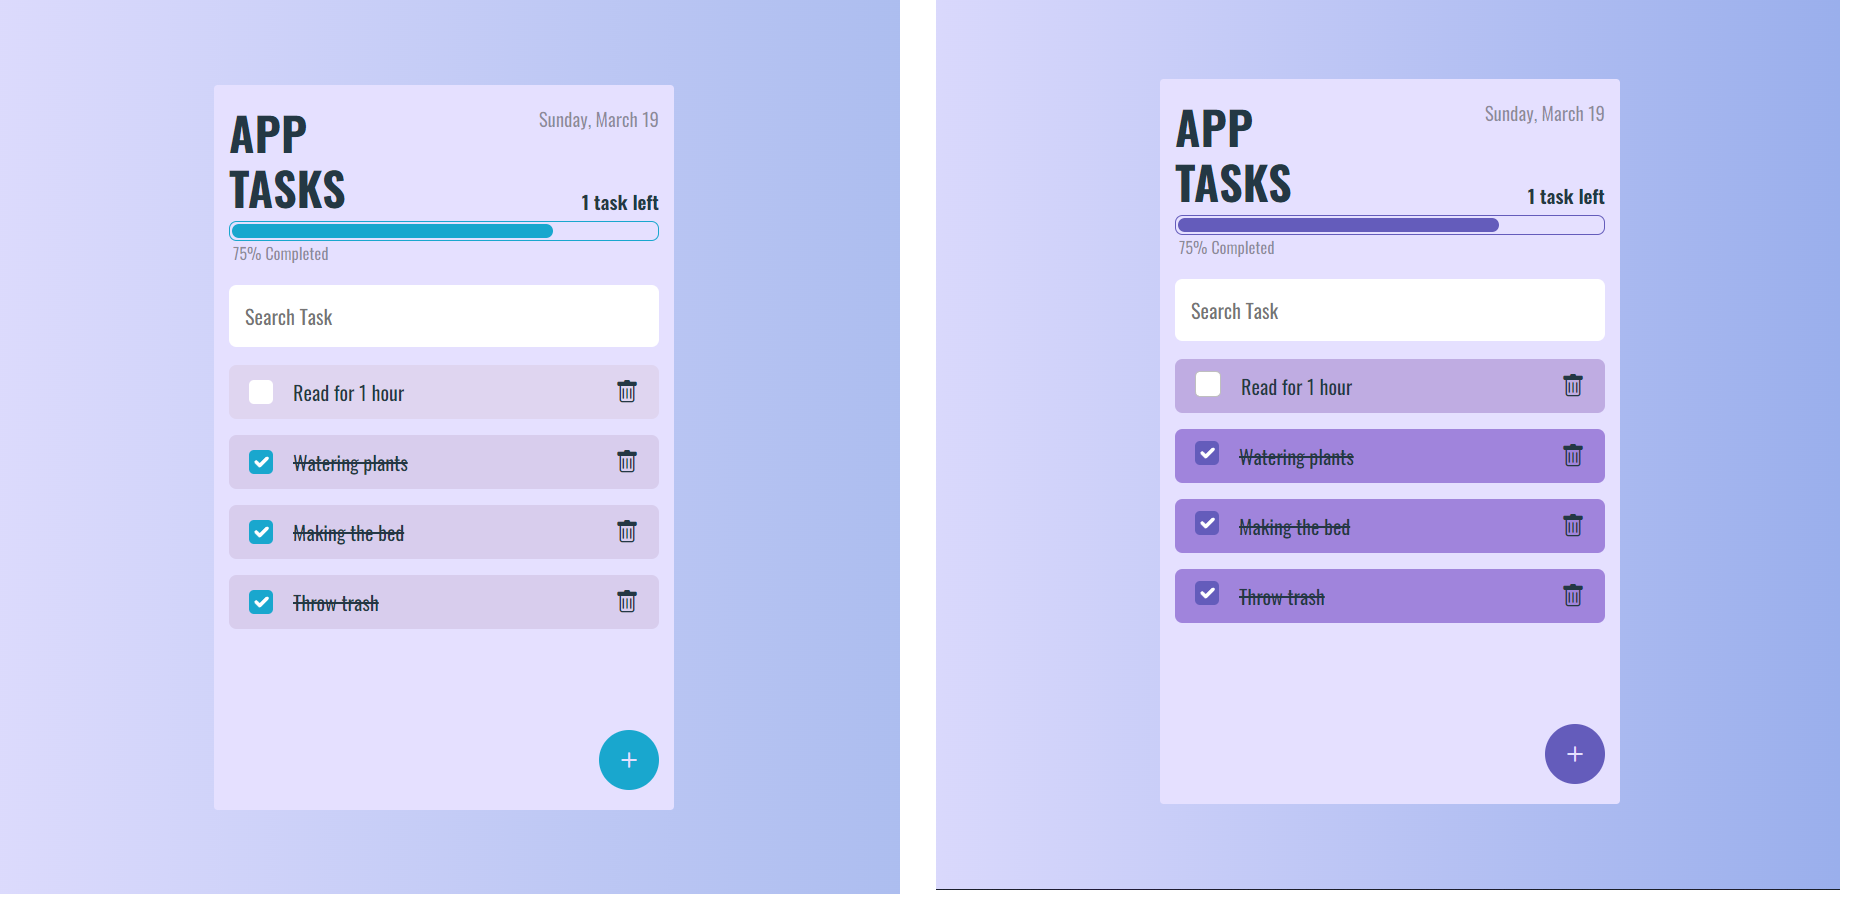 APP
TASKS
Sunday, March 19
1 task left
75% Completed
Search Task
Read for 1 hour
Watering plants
Making the bed
Throw trash
+
APP
TASKS
Sunday, March 19
1 task left
75% Completed
Search Task
Read for 1 hour
Watering plants
Making the bed
Throw trash
+